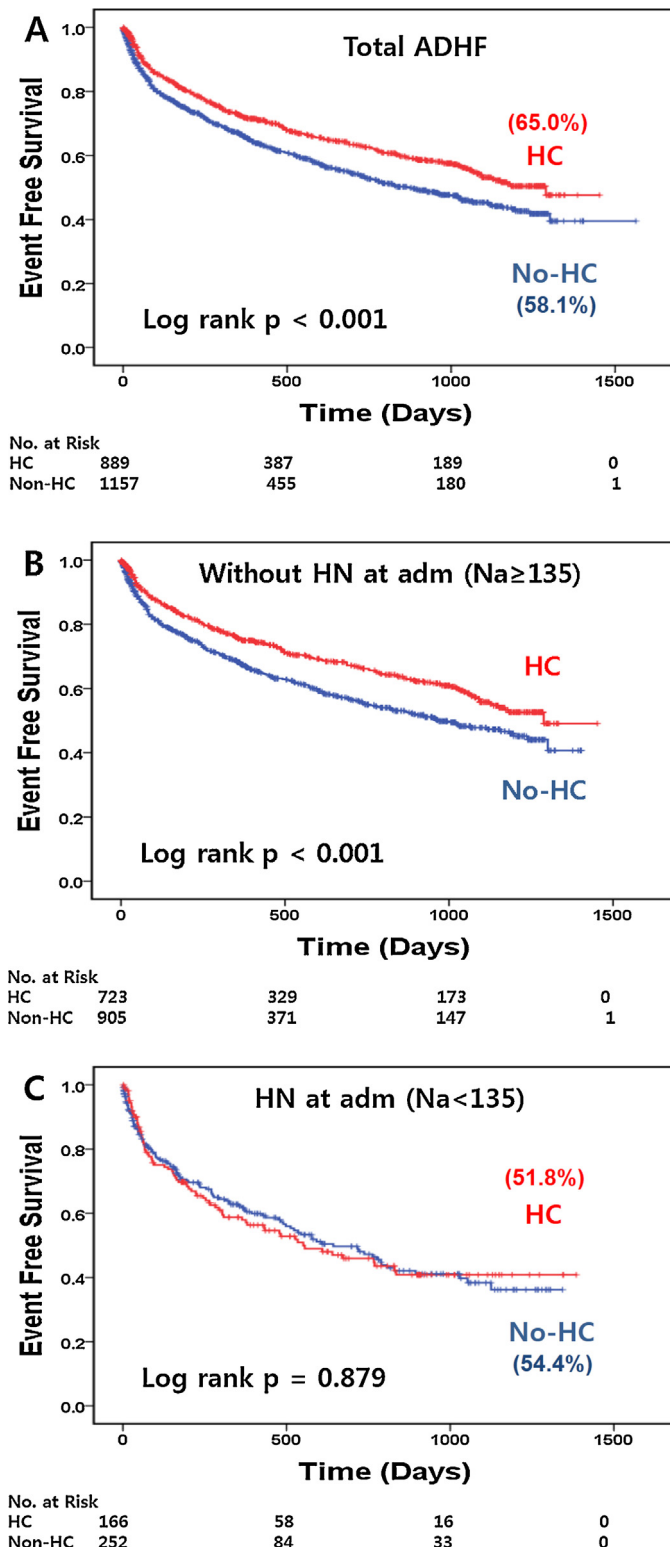 A
Total ADHF
Event Free Survival
1.0
0.8
0.6
0.4
0.2
0.0
(65.0%)
HC
No-HC
(58.1%)
Log rank p < 0.001
0 500 1000 1500
Time (Days)
No. at Risk
HC 889 387 189 0
Non-HC 1157 455 180 1
B
Without HN at adm (Na≥135)
Event Free Survival
1.0
0.8
0.6
0.4
0.2
0.0
HC
No-HC
Log rank p < 0.001
0 500 1000 1500
Time (Days)
No. at Risk
HC 723 329 173 0
Non-HC 905 371 147 1
C
HN at adm (Na<135)
Event Free Survival
1.0
0.8
0.6
0.4
0.2
0.0
(51.8%)
HC
No-HC
(54.4%)
Log rank p = 0.879
0 500 1000 1500
Time (Days)
No. at Risk
HC 166 58 16 0
Non-HC 252 84 33 0